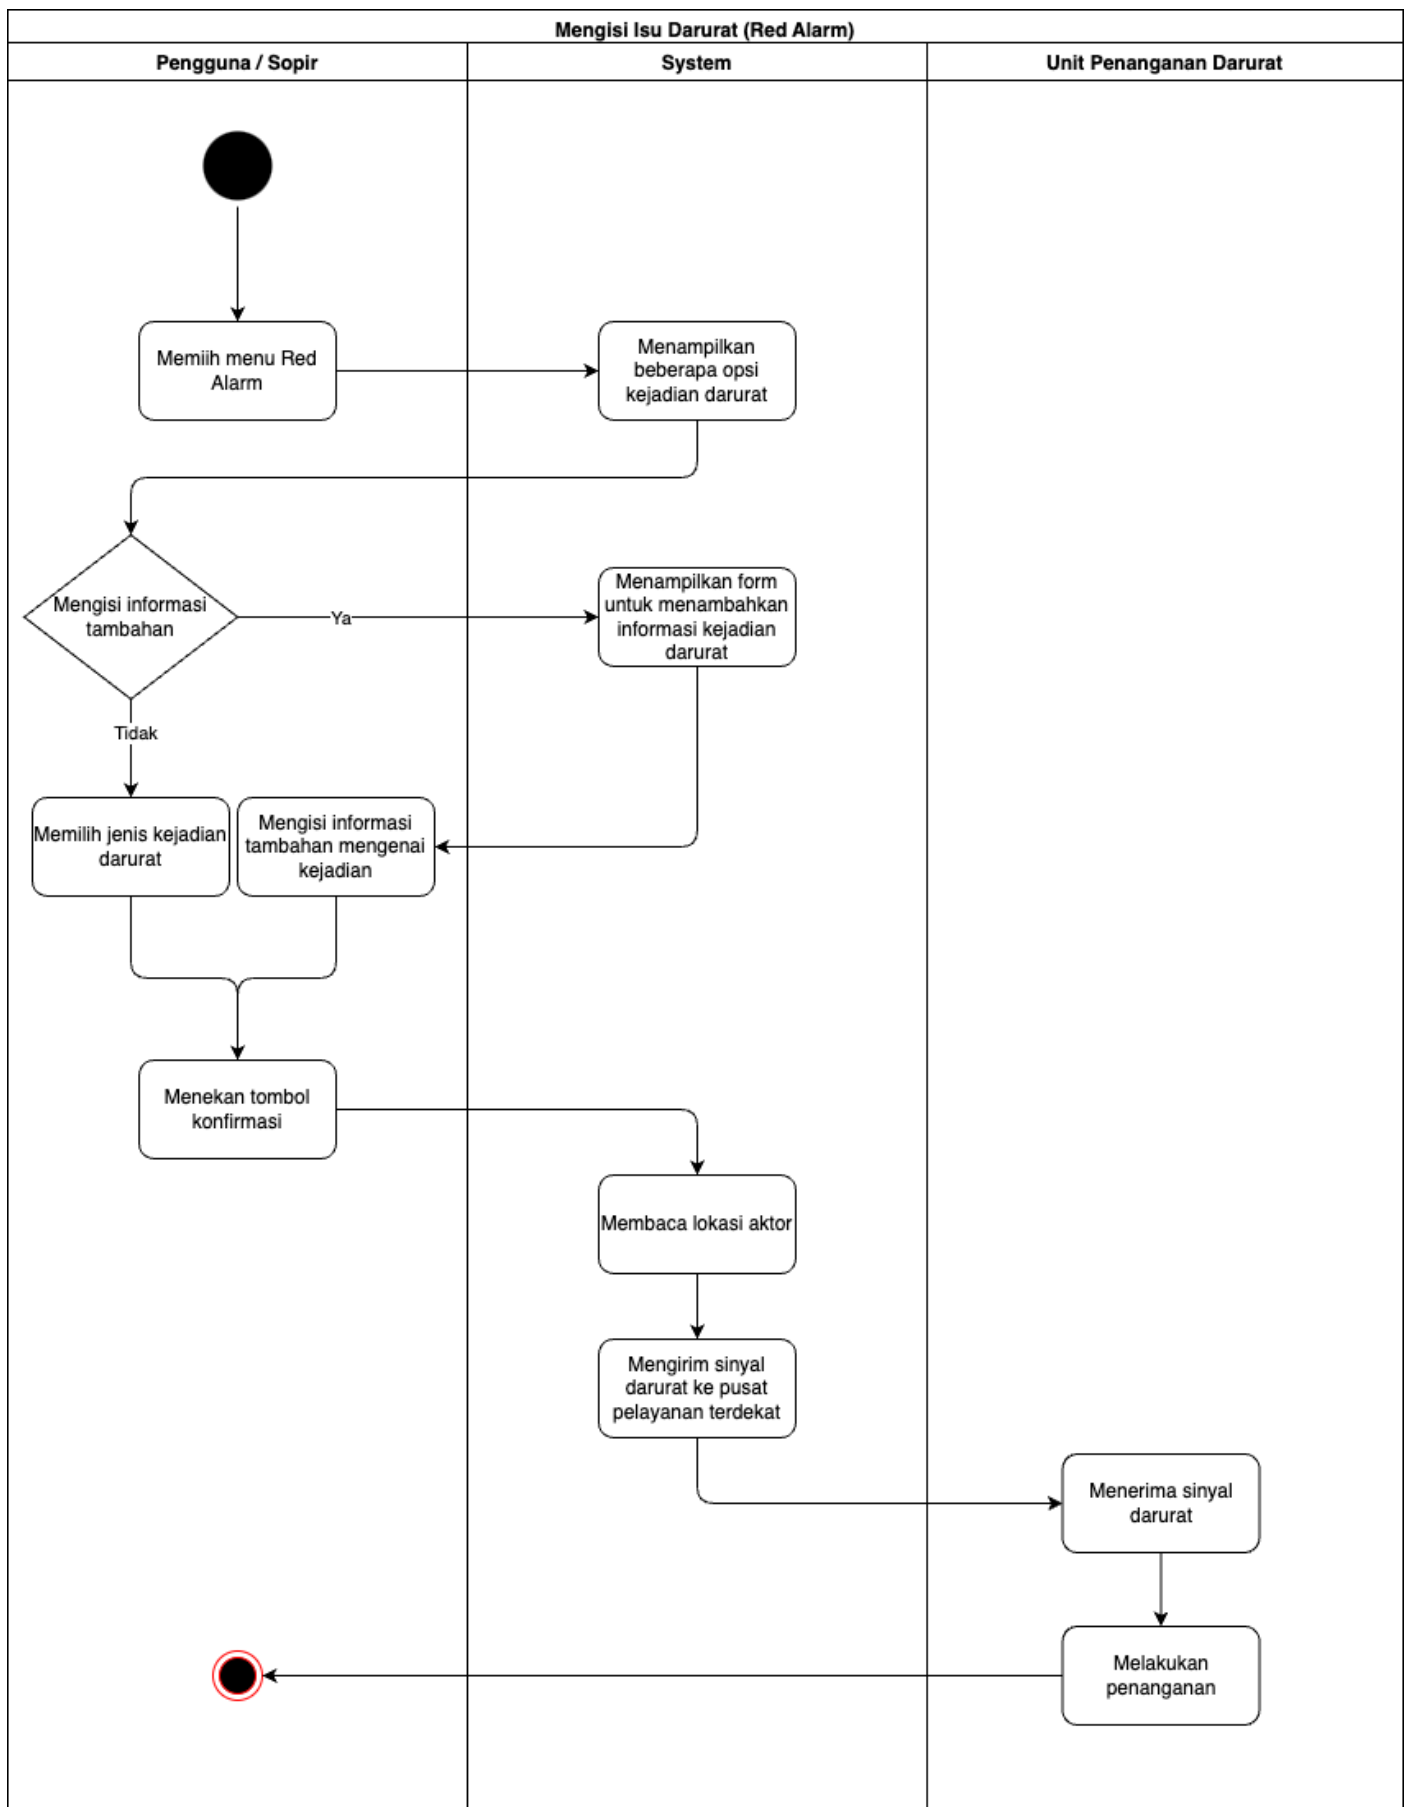 Mengisi Isu Darurat (Red Alarm)
Pengguna / Sopir
System
Unit Penanganan Darurat
Memiih menu Red
Alarm
Menampilkan
beberapa opsi
kejadian darurat
Mengisi informasi
tambahan
Ya
Menampilkan form
untuk menambahkan
informasi kejadian
darurat
Tidak
Memilih jenis kejadian
darurat
Mengisi informasi
tambahan mengenai
kejadian
Menekan tombol
konfirmasi
Membaca lokasi aktor
Mengirim sinyal
darurat ke pusat
pelayanan terdekat
Menerima sinyal
darurat
Melakukan
penanganan